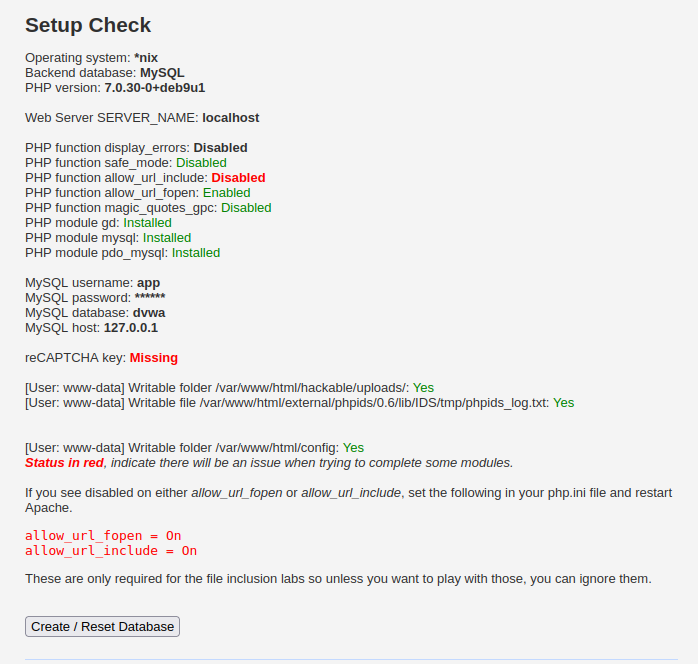 Setup Check
Operating system: *nix
Backend database: MySQL
PHP version: 7.0.30-0+deb9u1
Web Server SERVER_NAME: localhost
PHP function display_errors: Disabled
PHP function safe_mode: Disabled
PHP function allow_url_include: Disabled
PHP function allow_url_fopen: Enabled
PHP function magic_quotes_gpc: Disabled
PHP module gd: Installed
PHP module mysql: Installed
PHP module pdo_mysql: Installed
MySQL username: app
MySQL password: ******
MySQL database: dvwa
MySQL host: 127.0.0.1
reCAPTCHA key: Missing
[User: www-data] Writable folder /var/www/html/hackable/uploads/: Yes
[User: www-data] Writable file /var/www/html/external/phpids/0.6/lib/IDS/tmp/phpids_log.txt: Yes
[User: www-data] Writable folder /var/www/html/config: Yes
Status in red, indicate there will be an issue when trying to complete some modules.
If you see disabled on either allow_url_fopen or allow_url_include, set the following in your php.ini file and restart
Apache.
allow_url_fopen = On
allow_url_include = On
These are only required for the file inclusion labs so unless you want to play with those, you can ignore them.
Create / Reset Database